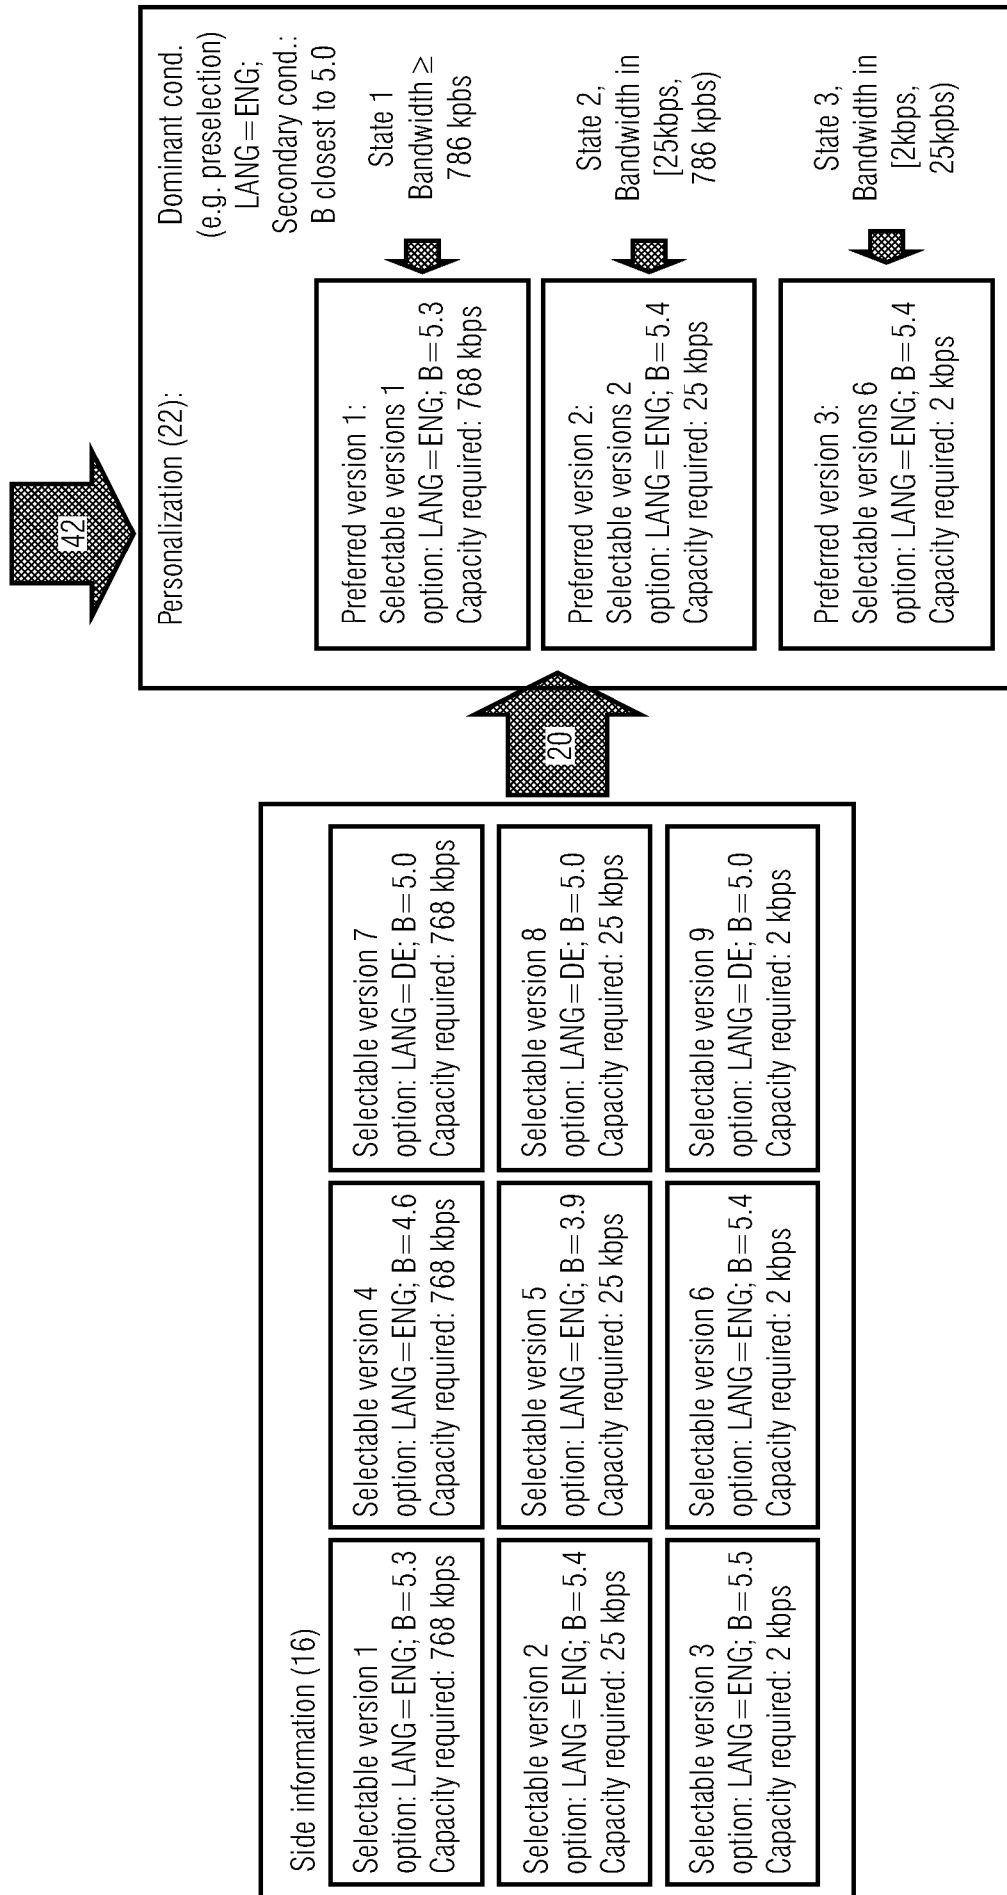 Side information (16)
Selectable version 1
option: LANG=ENG; B=5.3
Capacity required: 768 kbps
Selectable version 4
option: LANG=ENG; B=4.6
Capacity required: 768 kbps
Selectable version 7
option: LANG=DE; B=5.0
Capacity required: 768 kbps
Selectable version 2
option: LANG=ENG; B=5.4
Capacity required: 25 kbps
Selectable version 5
option: LANG=ENG; B=3.9
Capacity required: 25 kbps
Selectable version 8
option: LANG=DE; B=5.0
Capacity required: 25 kbps
Selectable version 3
option: LANG=ENG; B=5.5
Capacity required: 2 kbps
Selectable version 6
option: LANG=ENG; B=5.4
Capacity required: 2 kbps
Selectable version 9
option: LANG=DE; B=5.0
Capacity required: 2 kbps
20
42
Personalization (22):
Dominant cond.
(e.g. preselection)
LANG=ENG;
Secondary cond.:
B closest to 5.0
Preferred version 1:
Selectable versions 1
option: LANG=ENG; B=5.3
Capacity required: 768 kbps
State 1
Bandwidth ≥
786 kpbs
Preferred version 2:
Selectable versions 2
option: LANG=ENG; B=5.4
Capacity required: 25 kbps
State 2,
Bandwidth in
[25kbps,
786 kpbs)
Preferred version 3:
Selectable versions 6
option: LANG=ENG; B=5.4
Capacity required: 2 kbps
State 3,
Bandwidth in
[2kbps,
25kpbs)